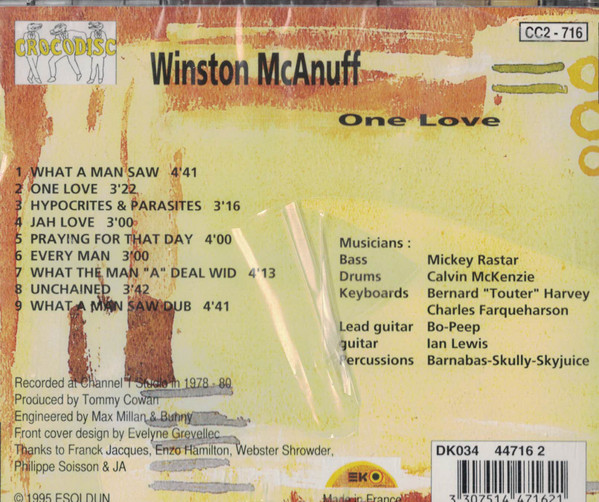 CROCODISC
CC2 - 716
Winston McAnuff
One Love
1 WHAT A MAN SAW 4'41
2 ONE LOVE 3'22
3 HYPOCRITES & PARASITES 3'16
4 JAH LOVE 3'00
5 PRAYING FOR THAT DAY 4'00
6 EVERY MAN 3'00
7 WHAT THE MAN "A" DEAL WID 4'13
8 UNCHAINED 3'42
9 WHAT A MAN SAW DUB 4'41
Musicians :
Bass Mickey Rastar
Drums Calvin McKenzie
Keyboards Bernard "Touter" Harvey
Charles Farqueharson
Lead guitar Bo-Peep
guitar Ian Lewis
Percussions Barnabas-Skully-Skyjuice
Recorded at Channel 1 Studio in 1978 - 80
Produced by Tommy Cowan
Engineered by Max Millan & Bunny
Front cover design by Evelyne Grevellec
Thanks to Franck Jacques, Enzo Hamilton, Webster Shrowder,
Philippe Soisson & JA
© 1995 ESOLDUN
EKO
Made in France
DK034 44716 2
3 307514 471621